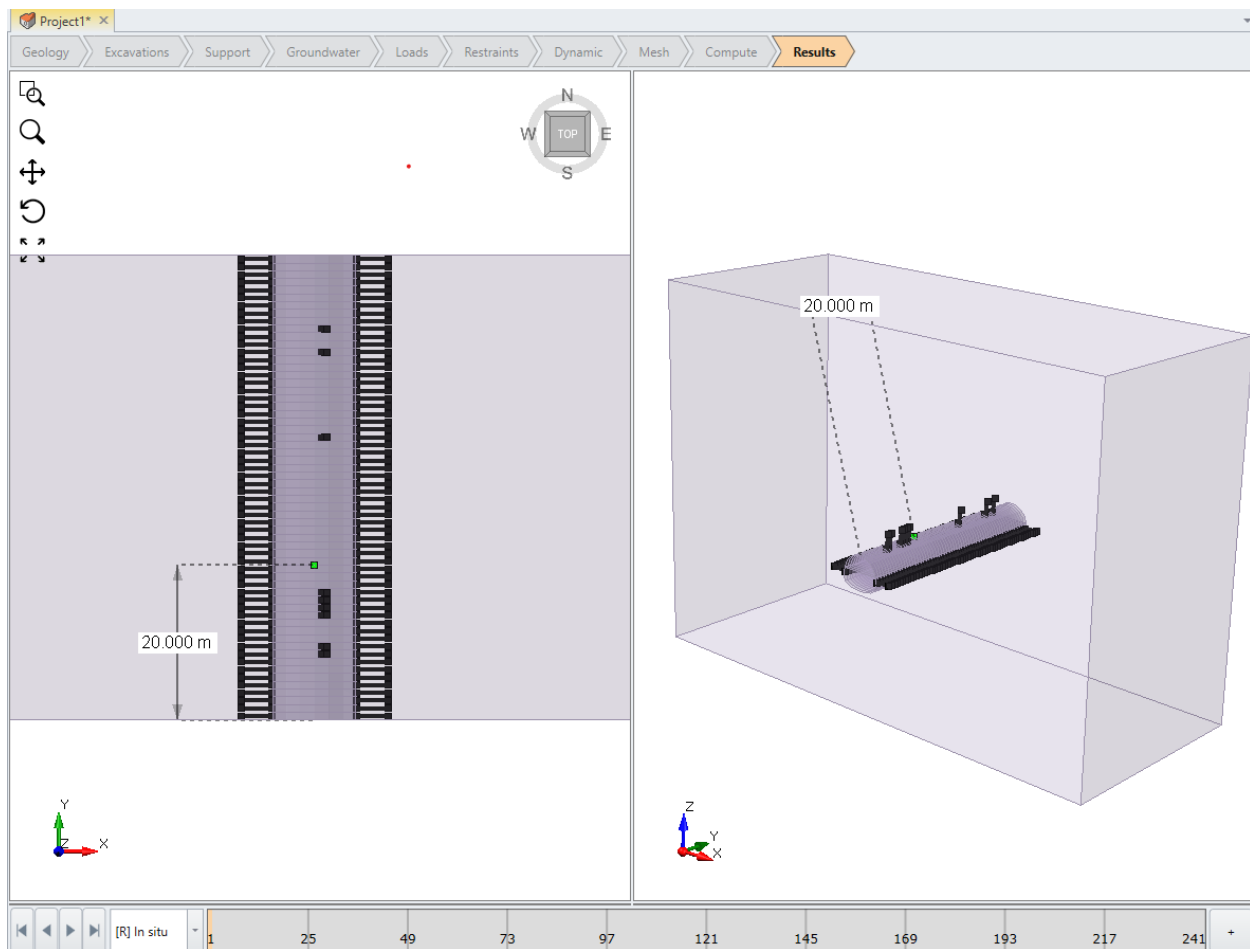 Project1*
Geology Excavations Support Groundwater Loads Restraints Dynamic Mesh Compute Results
N
W TOP E
S
20.000 m
20.000 m
Y
Z X
Z
Y
X
[R] In situ 1 25 49 73 97 121 145 169 193 217 241 +